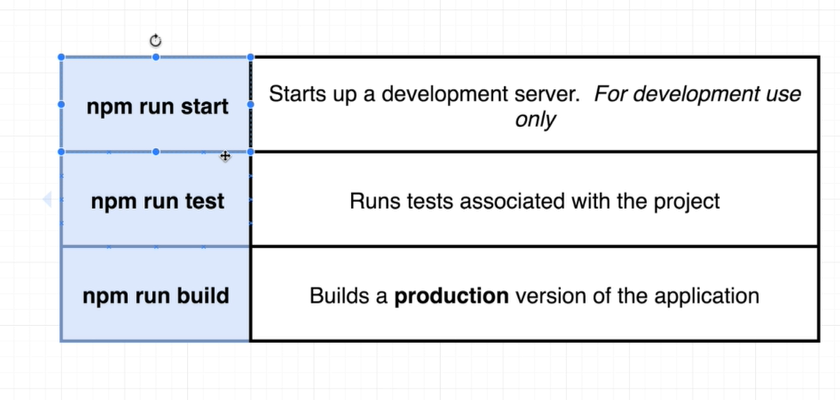 npm run start
Starts up a development server.  For development use
only
npm run test
Runs tests associated with the project
npm run build
Builds a production version of the application